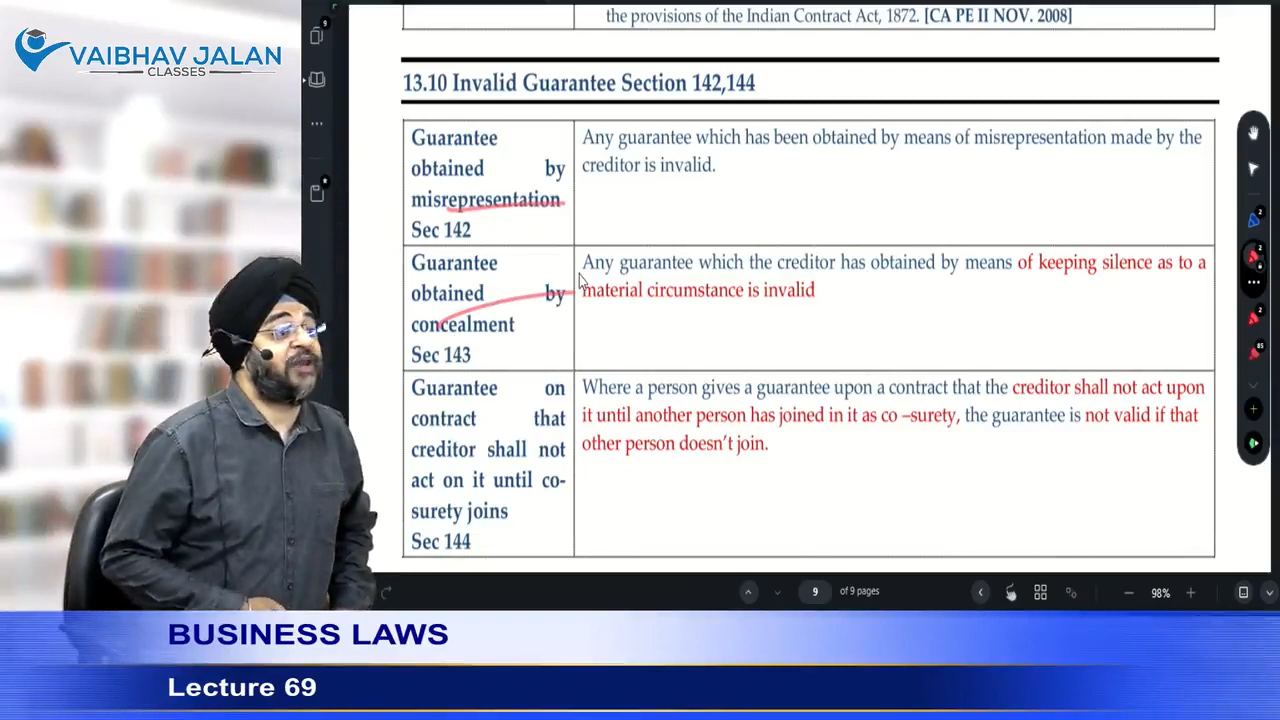 VAIBHAV JALAN
CLASSES
9
the provisions of the Indian Contract Act, 1872. [CA PE II NOV. 2008]
13.10 Invalid Guarantee Section 142,144
Guarantee
obtained by
misrepresentation
Sec 142
Any guarantee which has been obtained by means of misrepresentation made by the
creditor is invalid.
Guarantee
obtained by
concealment
Sec 143
Any guarantee which the creditor has obtained by means of keeping silence as to a
material circumstance is invalid
Guarantee on
contract that
creditor shall not
act on it until co-
surety joins
Sec 144
Where a person gives a guarantee upon a contract that the creditor shall not act upon
it until another person has joined in it as co –surety, the guarantee is not valid if that
other person doesn't join.
2
2
2
85
9 of 9 pages
98%
BUSINESS LAWS
Lecture 69